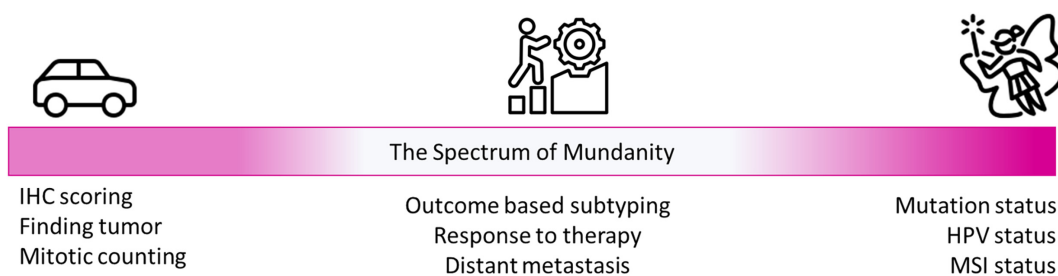 The Spectrum of Mundanity
IHC scoring
Finding tumor
Mitotic counting
Outcome based subtyping
Response to therapy
Distant metastasis
Mutation status
HPV status
MSI status